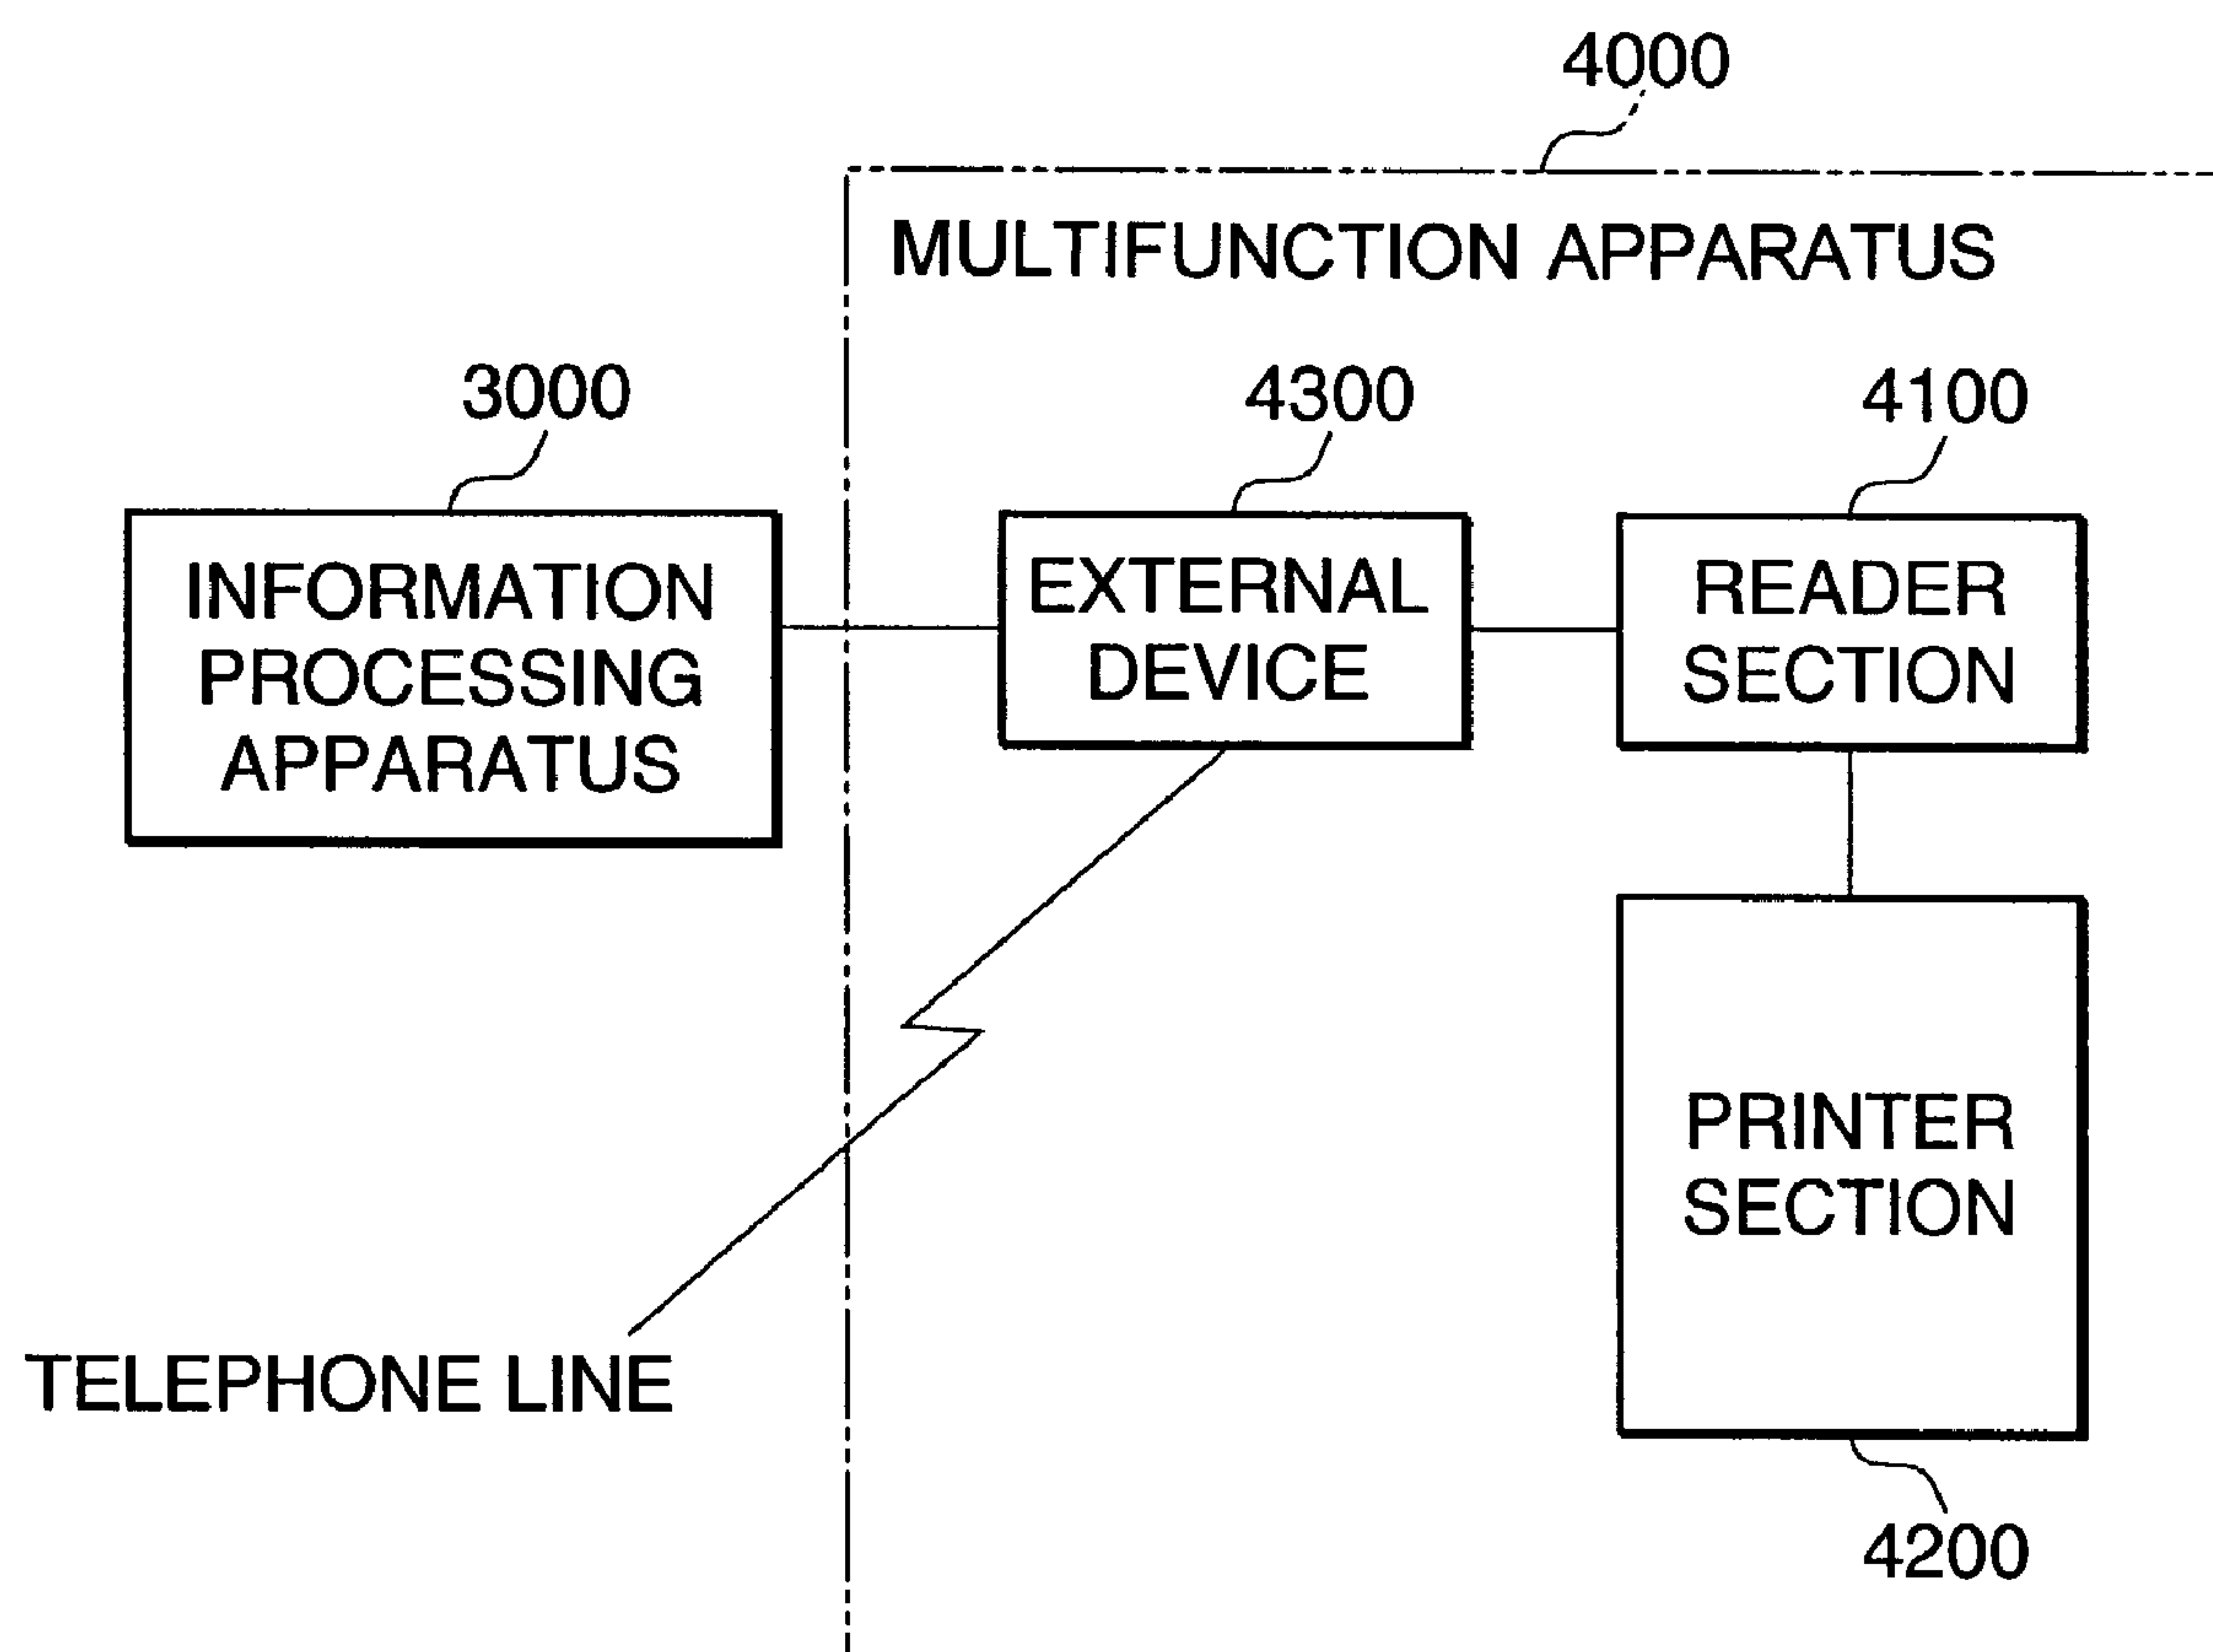 4000
MULTIFUNCTION APPARATUS
3000
4300
4100
INFORMATION
PROCESSING
APPARATUS
EXTERNAL
DEVICE
READER
SECTION
PRINTER
SECTION
TELEPHONE LINE
4200